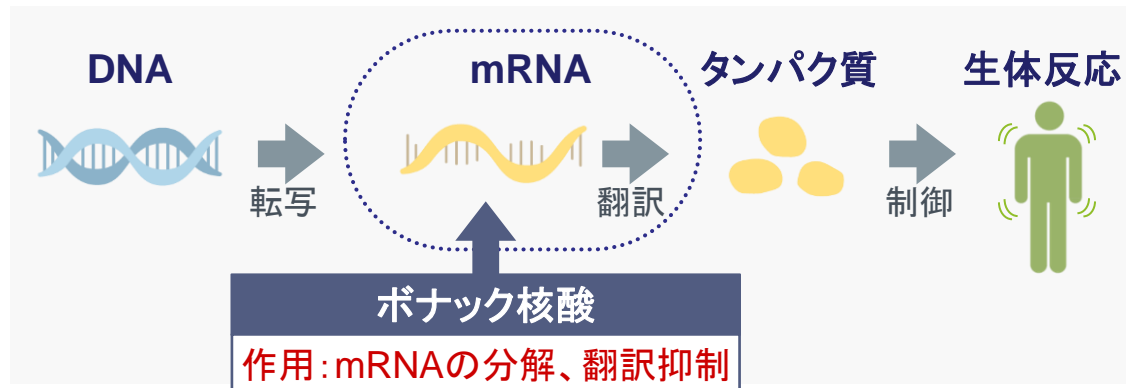 DNA
mRNA
タンパク質
生体反応
転写
翻訳
制御
ボナック核酸
作用：mRNAの分解、翻訳抑制